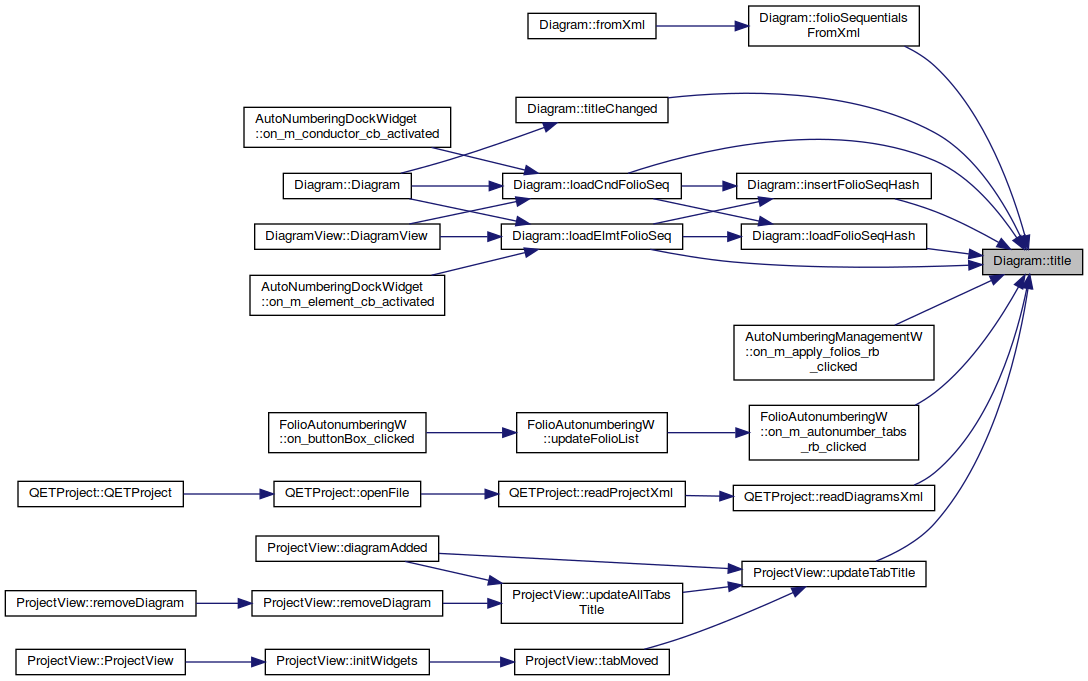 Diagram::fromXml
Diagram::folioSequentials
FromXml
Diagram::titleChanged
AutoNumberingDockWidget
::on_m_conductor_cb_activated
Diagram::Diagram
Diagram::loadCndFolioSeq
Diagram::insertFolioSeqHash
DiagramView::DiagramView
Diagram::loadElmtFolioSeq
Diagram::loadFolioSeqHash
Diagram::title
AutoNumberingDockWidget
::on_m_element_cb_activated
AutoNumberingManagementW
::on_m_apply_folios_rb
_clicked
FolioAutonumberingW
::on_buttonBox_clicked
FolioAutonumberingW
::updateFolioList
FolioAutonumberingW
::on_m_autonumber_tabs
_rb_clicked
QETProject::QETProject
QETProject::openFile
QETProject::readProjectXml
QETProject::readDiagramsXml
ProjectView::diagramAdded
ProjectView::updateTabTitle
ProjectView::removeDiagram
ProjectView::removeDiagram
ProjectView::updateAllTabs
Title
ProjectView::ProjectView
ProjectView::initWidgets
ProjectView::tabMoved